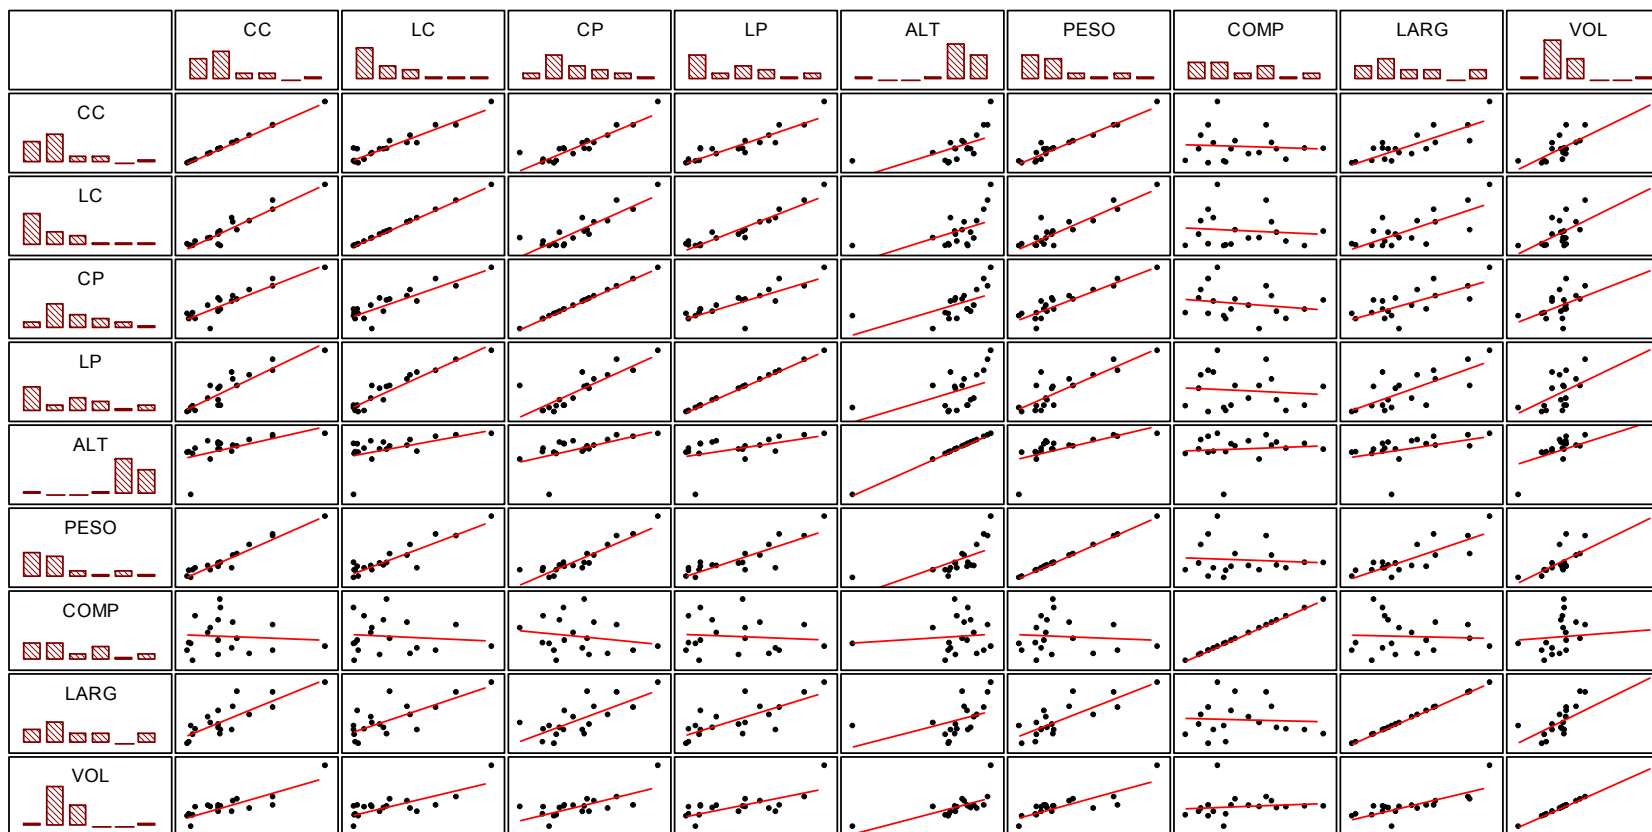 CC LC CP LP ALT PESO COMP LARG VOL
CC
LC
CP
LP
ALT
PESO
COMP
LARG
VOL